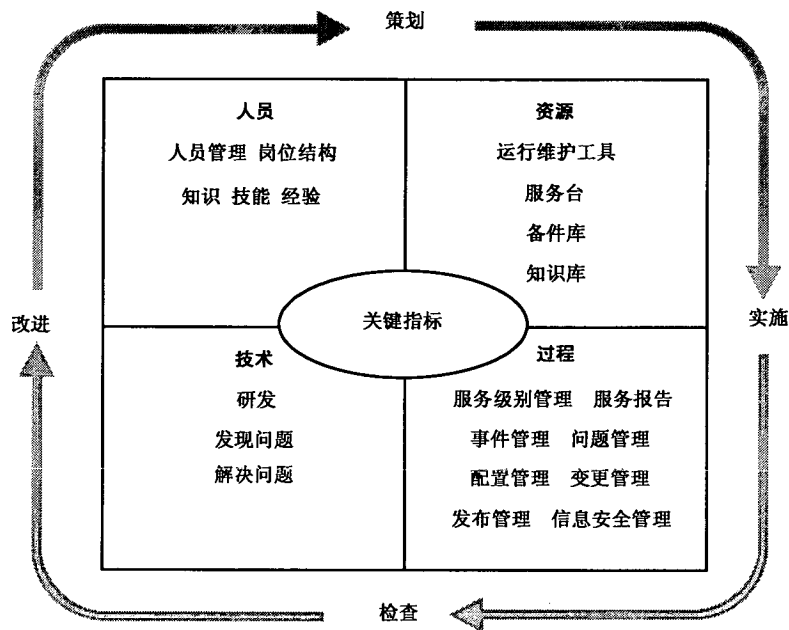 策划
人员
人员管理 岗位结构
知识 技能 经验
资源
运行维护工具
服务台
备件库
知识库
改进
关键指标
实施
技术
研发
发现问题
解决问题
过程
服务级别管理 服务报告
事件管理 问题管理
配置管理 变更管理
发布管理 信息安全管理
检查